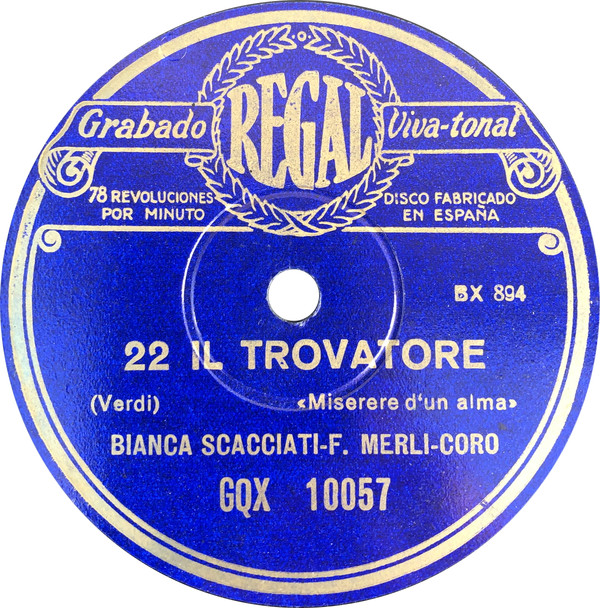 REGAL
Grabado Viva-tonal
78 REVOLUCIONES POR MINUTO
DISCO FABRICADO EN ESPAÑA
BX 894
22 IL TROVATORE
(Verdi) «Miserere d'un alma»
BIANCA SCACCIATI-F. MERLI-CORO
GQX 10057